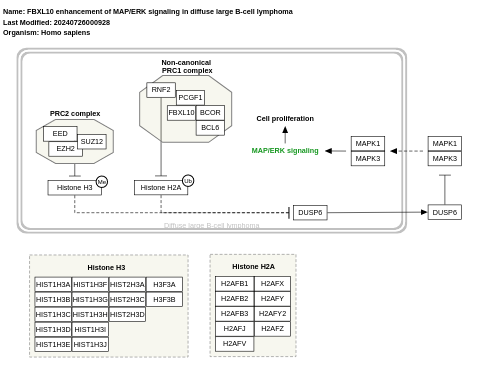 Name: FBXL10 enhancement of MAP/ERK signaling in diffuse large B-cell lymphoma
Last Modified: 20240726000928
Organism: Homo sapiens
Non-canonical
PRC1 complex
RNF2
PCGF1
FBXL10
BCOR
BCL6
PRC2 complex
EED
SUZ12
EZH2
Cell proliferation
MAP/ERK signaling
MAPK1
MAPK3
MAPK1
MAPK3
Histone H3
Me
Histone H2A
Ub
DUSP6
DUSP6
Diffuse large B-cell lymphoma
Histone H3
HIST1H3A HIST1H3F HIST2H3A H3F3A
HIST1H3B HIST1H3G HIST2H3C H3F3B
HIST1H3C HIST1H3H HIST2H3D
HIST1H3D HIST1H3I
HIST1H3E HIST1H3J
Histone H2A
H2AFB1 H2AFX
H2AFB2 H2AFY
H2AFB3 H2AFY2
H2AFJ H2AFZ
H2AFV